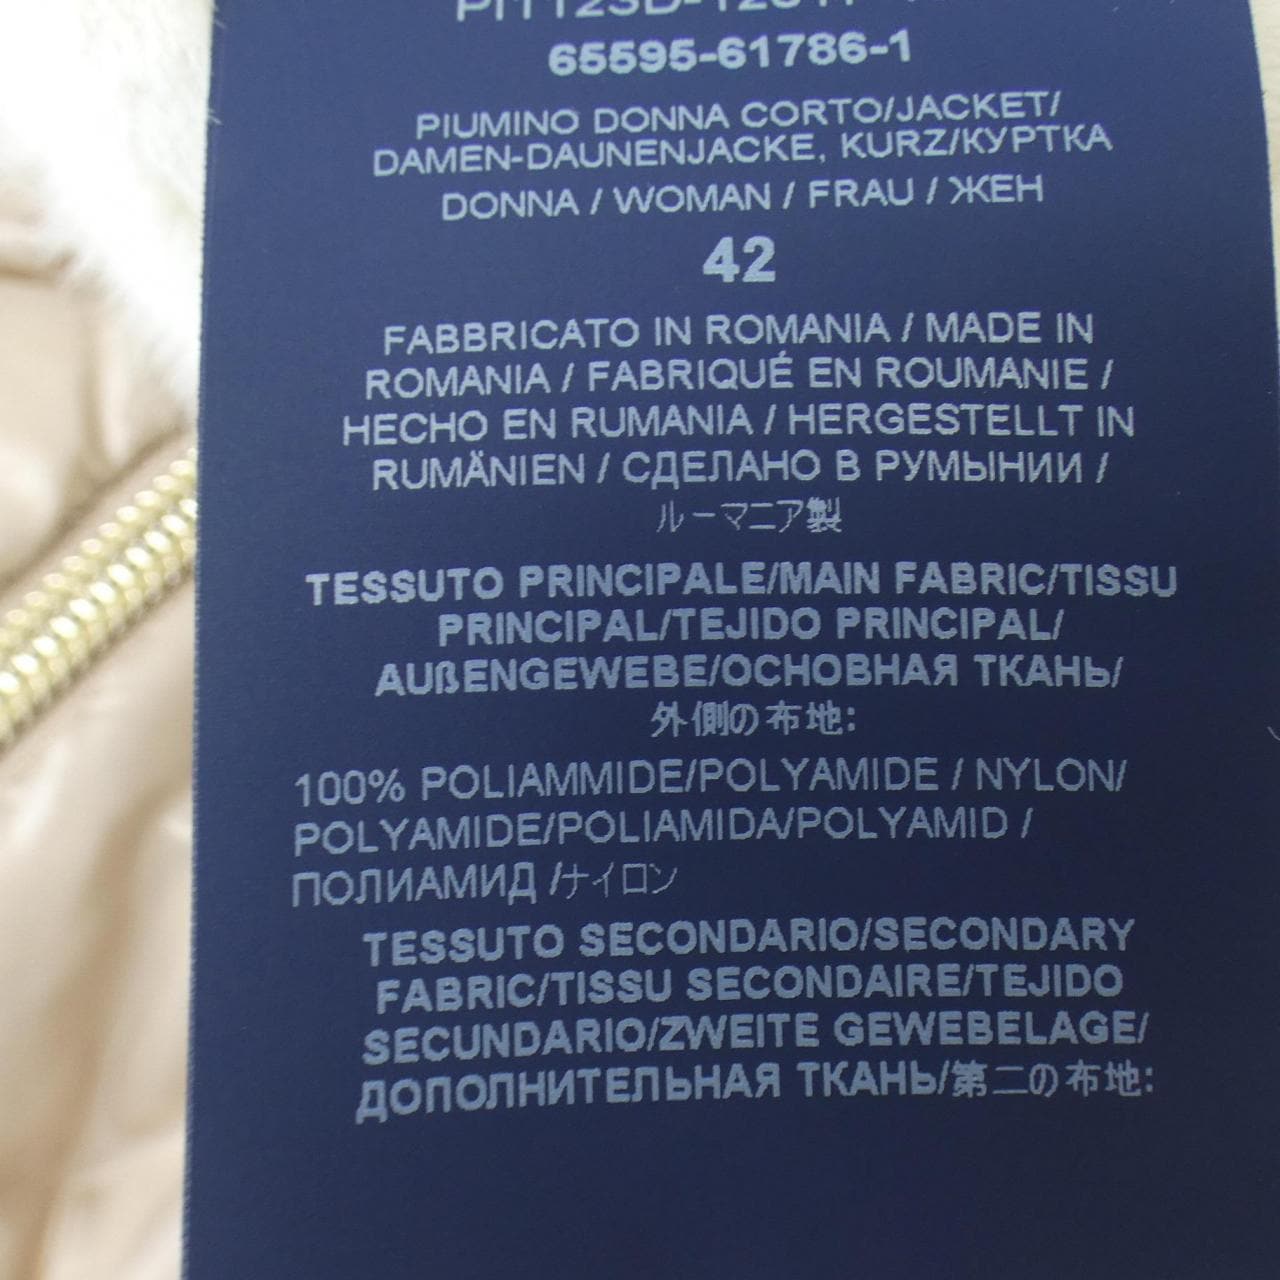 65595-61786-1
PIUMINO DONNA CORTO/JACKET/
DAMEN-DAUNENJACKE, KURZ/КУРТКА
DONNA / WOMAN / FRAU / ЖЕН
42
FABBRICATO IN ROMANIA / MADE IN
ROMANIA / FABRIQUÉ EN ROUMANIE /
HECHO EN RUMANIA / HERGESTELLT IN
RUMÄNIEN / СДЕЛАНО В РУМЫНИИ /
ルーマニア製
TESSUTO PRINCIPALE/MAIN FABRIC/TISSU
PRINCIPAL/TEJIDO PRINCIPAL/
AUßENGEWEBE/ОСНОВНАЯ ТКАНЬ/
外側の布地:
100% POLIAMMIDE/POLYAMIDE / NYLON/
POLYAMIDE/POLIAMIDA/POLYAMID /
ПОЛИАМИД /ナイロン
TESSUTO SECONDARIO/SECONDARY
FABRIC/TISSU SECONDAIRE/TEJIDO
SECUNDARIO/ZWEITE GEWEBELAGE/
ДОПОЛНИТЕЛЬНАЯ ТКАНЬ/第二の布地: